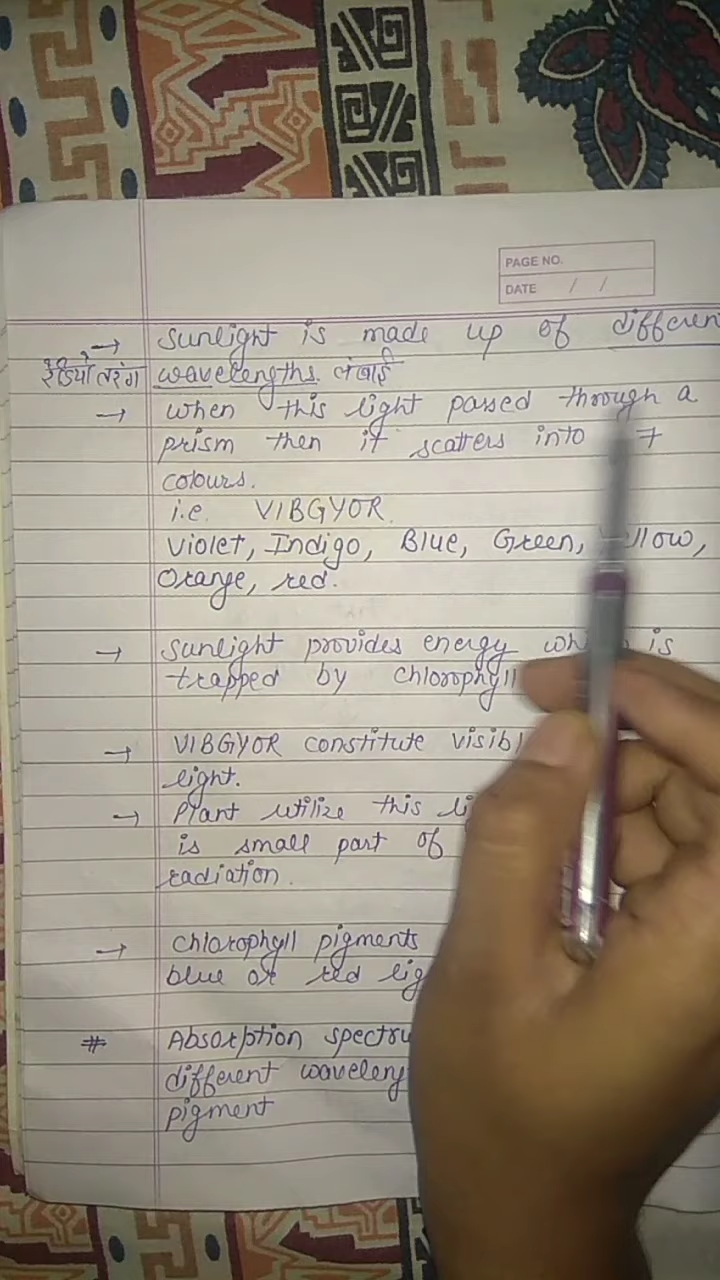 PAGE NO.
DATE / /
→ sunlight is made up of differen
रेडियो तरंग wavelengths. लंबाई
→ when this light passed through a
prism then it scatters into 7
colours.
i.e. VIBGYOR.
Violet, Indigo, Blue, Green, llow,
Orange, red.
→ Sunlight provides energy is
trapped by chlorophyll
→ VIBGYOR constitute visibl
light.
→ Plant utilize this
is small part of
radiation.
→ chlorophyll pigments
blue or red lig
# Absorption spectru
different waveleng
pigment